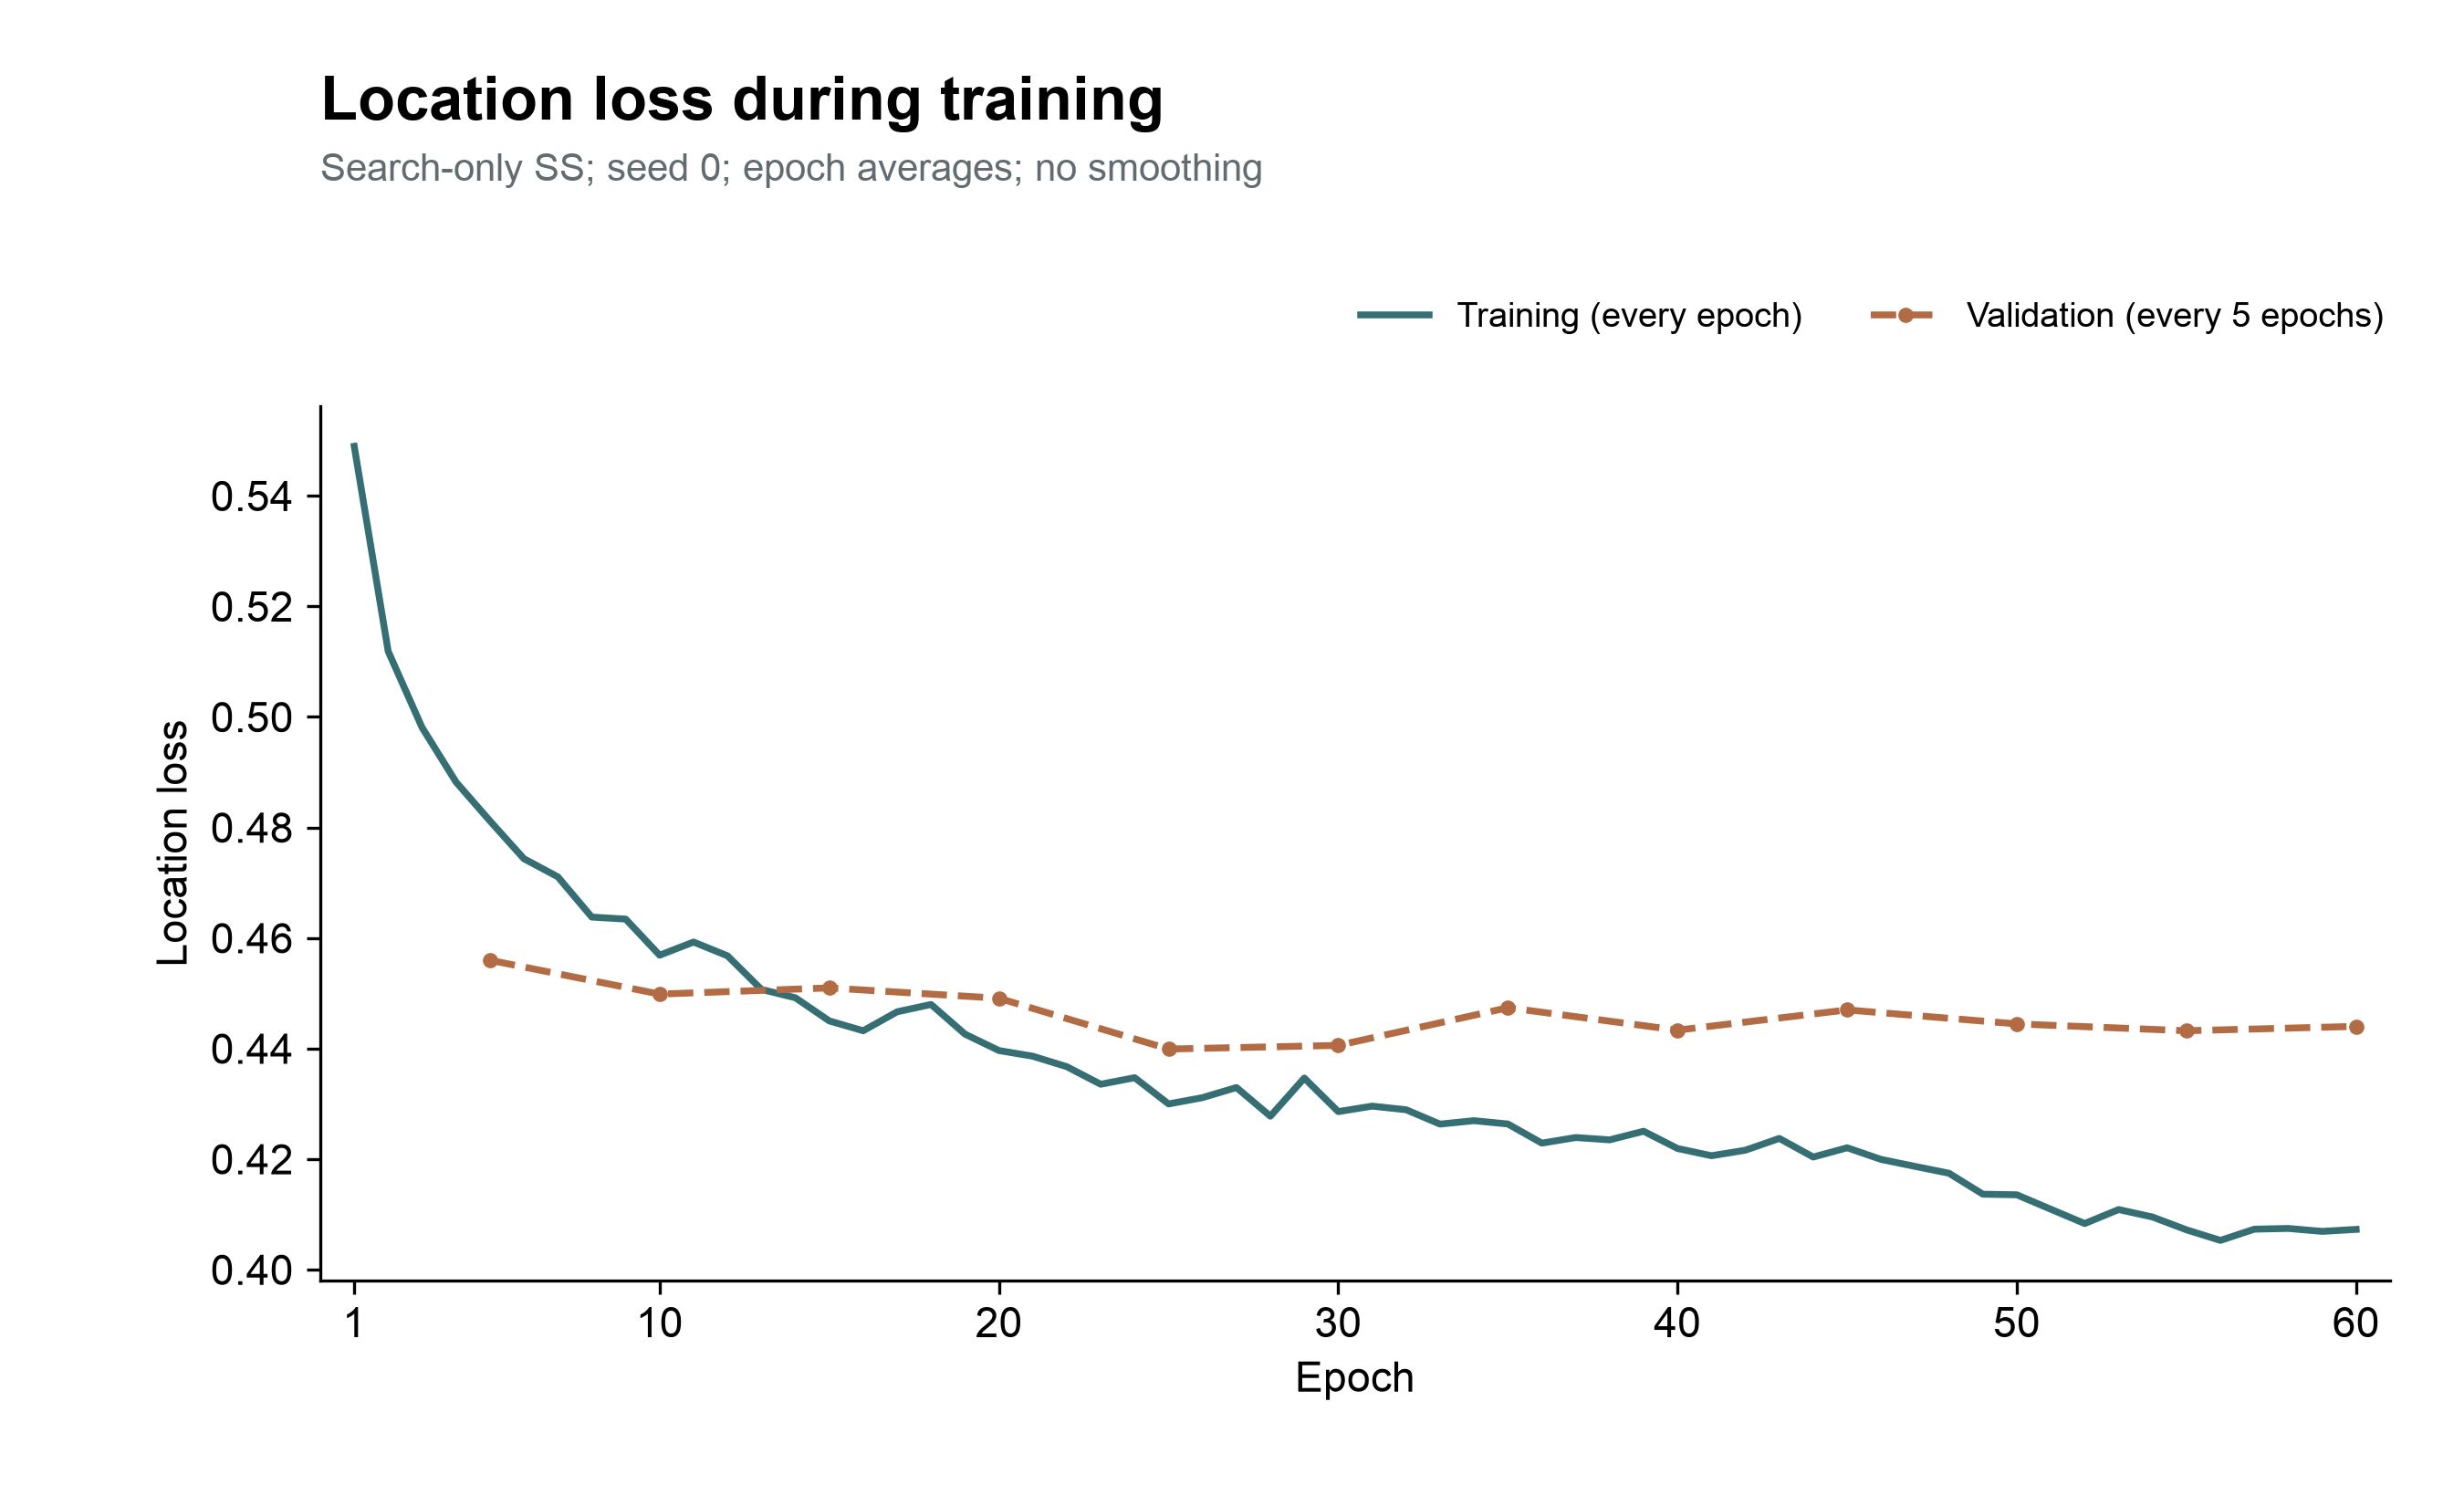 Location loss during training
Search-only SS; seed 0; epoch averages; no smoothing
Training (every epoch) Validation (every 5 epochs)
0.54
0.52
0.50
0.48
0.46
0.44
0.42
0.40
Location loss
1 10 20 30 40 50 60
Epoch